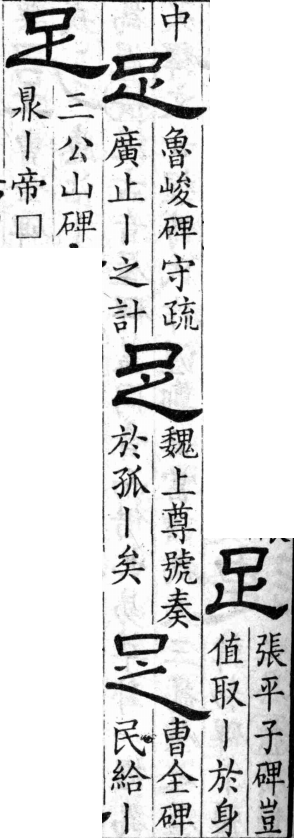 足
張平子碑豈
值取丨於身
中
足
魯峻碑守疏
廣止丨之計
足
魏上尊號奏
於孤丨矣
足
曹全碑
民給丨
足
三公山碑
鼎丨帝□